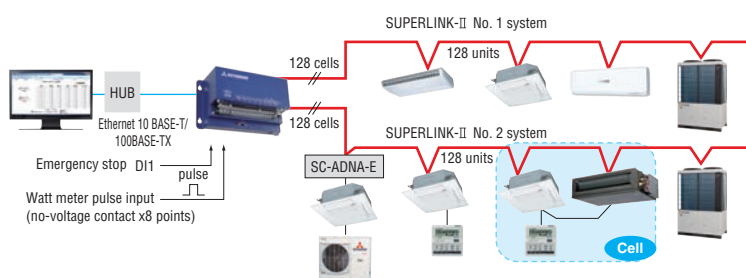 SUPERLINK-Ⅱ No. 1 system
128 cells
128 units
HUB
Ethernet 10 BASE-T/
100BASE-TX
128 cells
SUPERLINK-Ⅱ No. 2 system
128 units
Emergency stop DI1
pulse
SC-ADNA-E
Watt meter pulse input
(no-voltage contact x8 points)
Cell